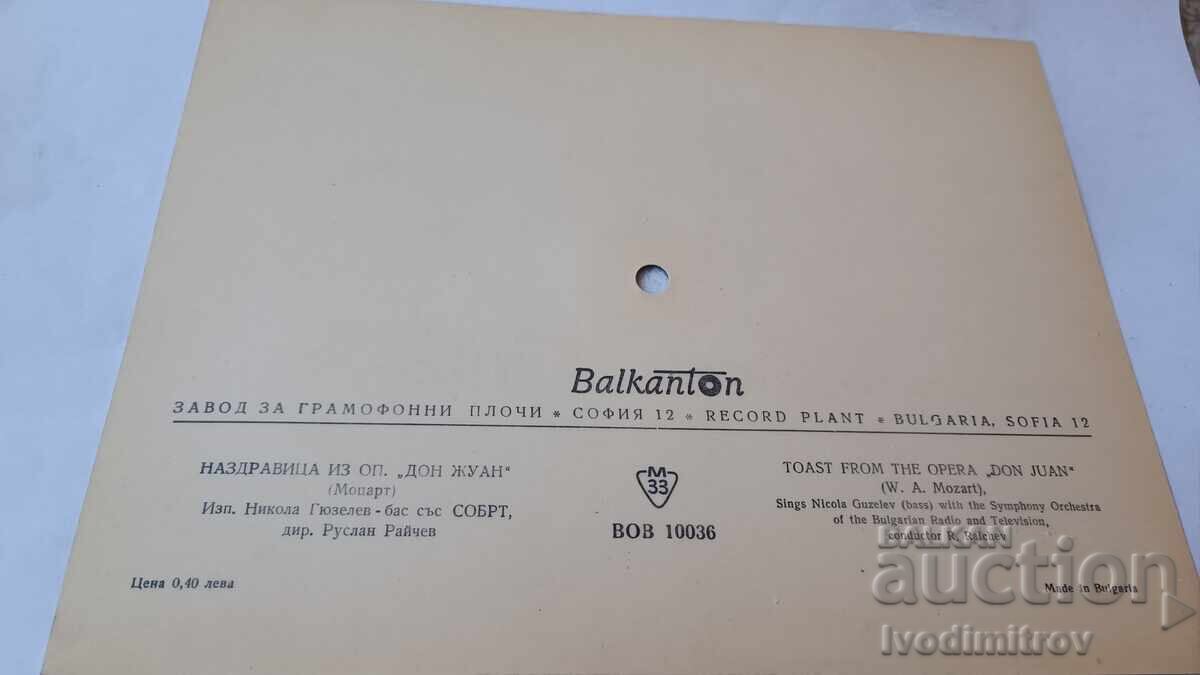 Balkanton
ЗАВОД ЗА ГРАМОФОННИ ПЛОЧИ * СОФИЯ 12 * RECORD PLANT * BULGARIA, SOFIA 12
НАЗДРАВИЦА ИЗ ОП. „ДОН ЖУАН“
(Моцарт)
Изп. Никола Гюзелев - бас със СОБРТ,
дир. Руслан Райчев
Цена 0,40 лева
М
33
ВОВ 10036
TOAST FROM THE OPERA „DON JUAN“
(W. A. Mozart),
Sings Nicola Guzelev (bass) with the Symphony Orchestra
of the Bulgarian Radio and Television,
conductor R. Raichev
Made in Bulgaria
BALKAN
auction
Ivodimitrov